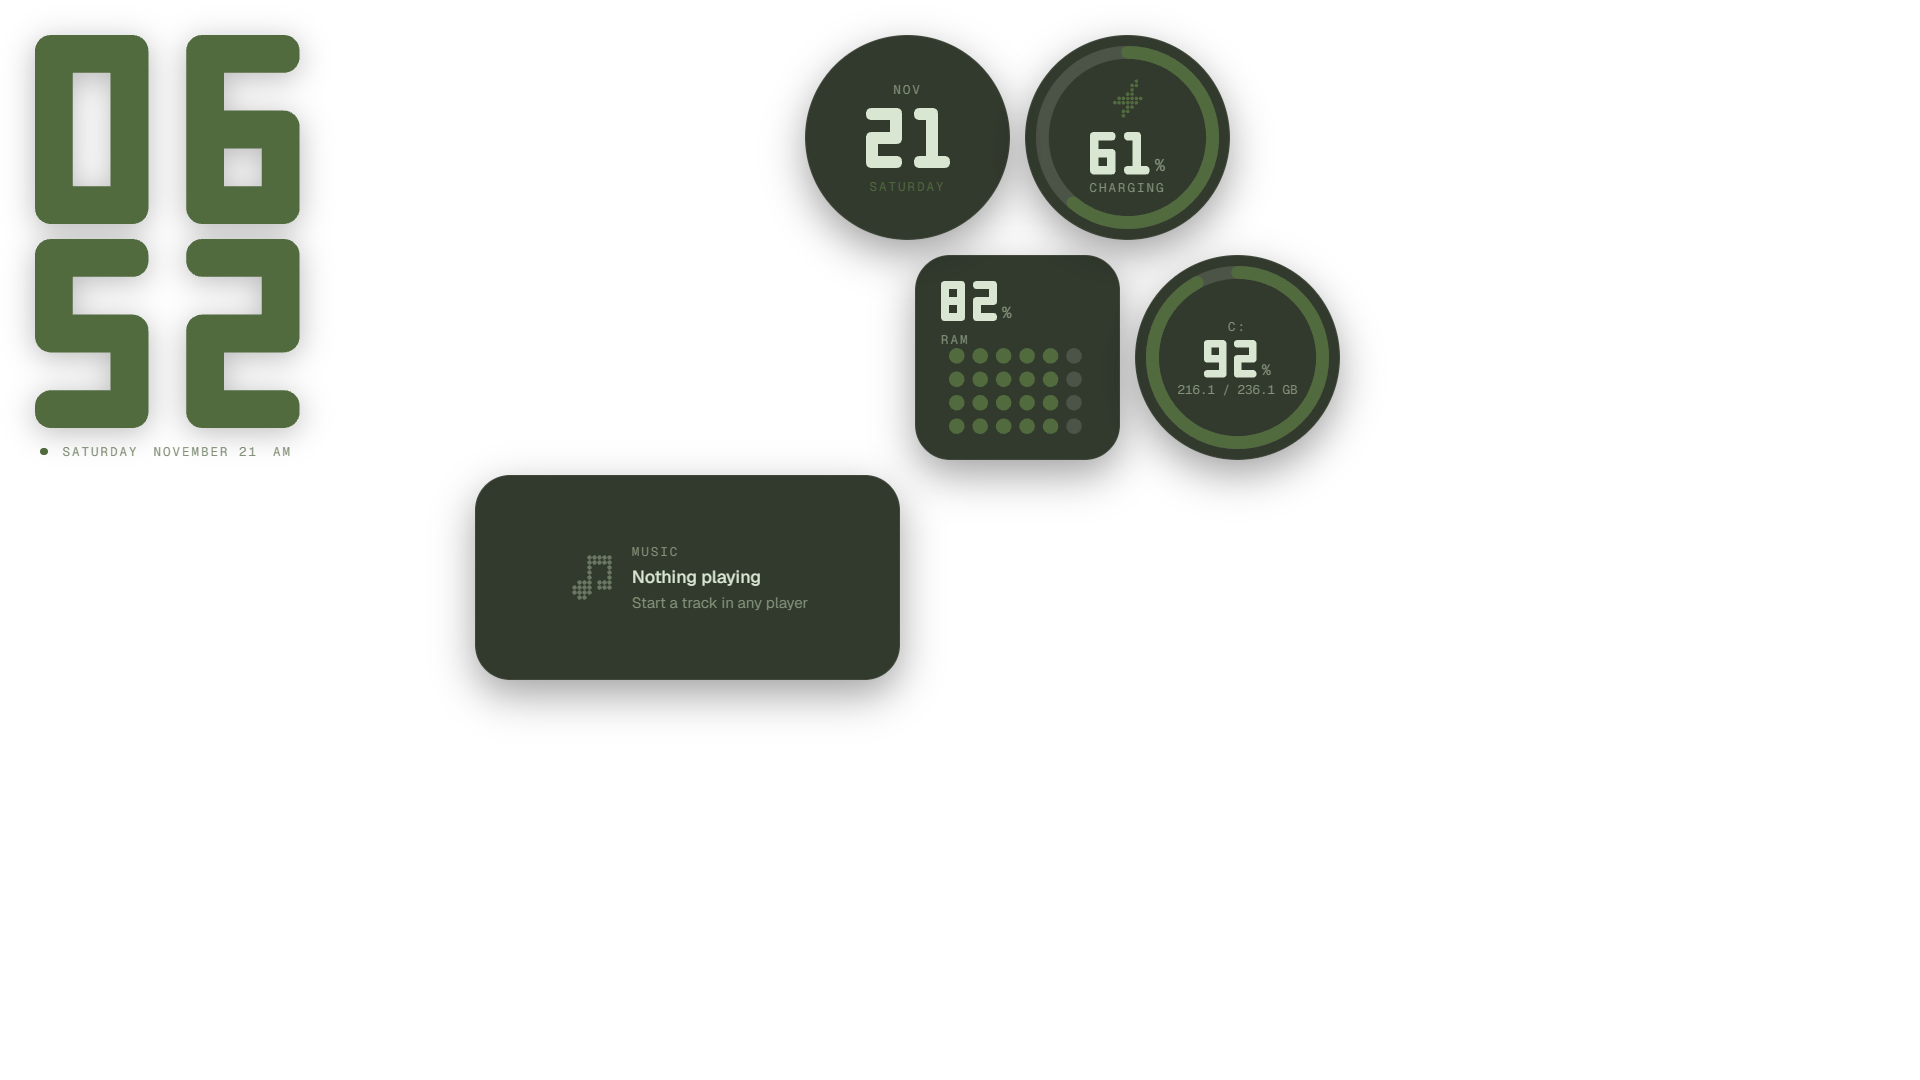 06
52
SATURDAY NOVEMBER 21 AM
NOV
21
SATURDAY
61%
CHARGING
82%
RAM
C:
92%
216.1 / 236.1 GB
MUSIC
Nothing playing
Start a track in any player